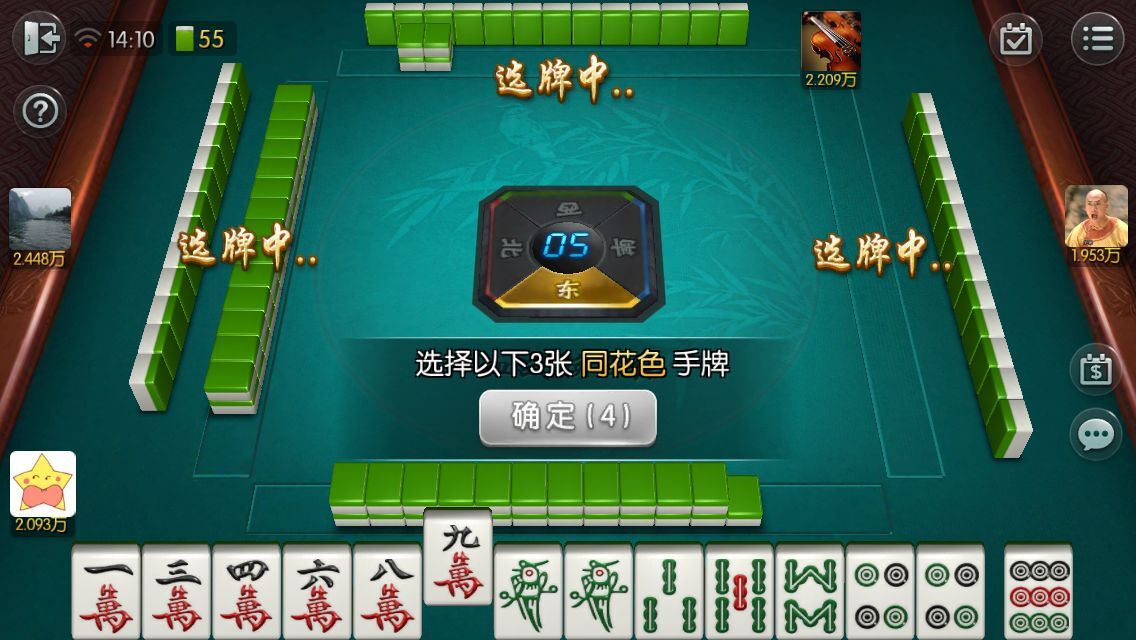 14:10
55
2.209万
选牌中..
2.448万
选牌中..
选牌中..
1.953万
西
北
05
南
东
选择以下3张 同花色 手牌
确定(4)
2.093万
一萬
三萬
四萬
六萬
八萬
九萬